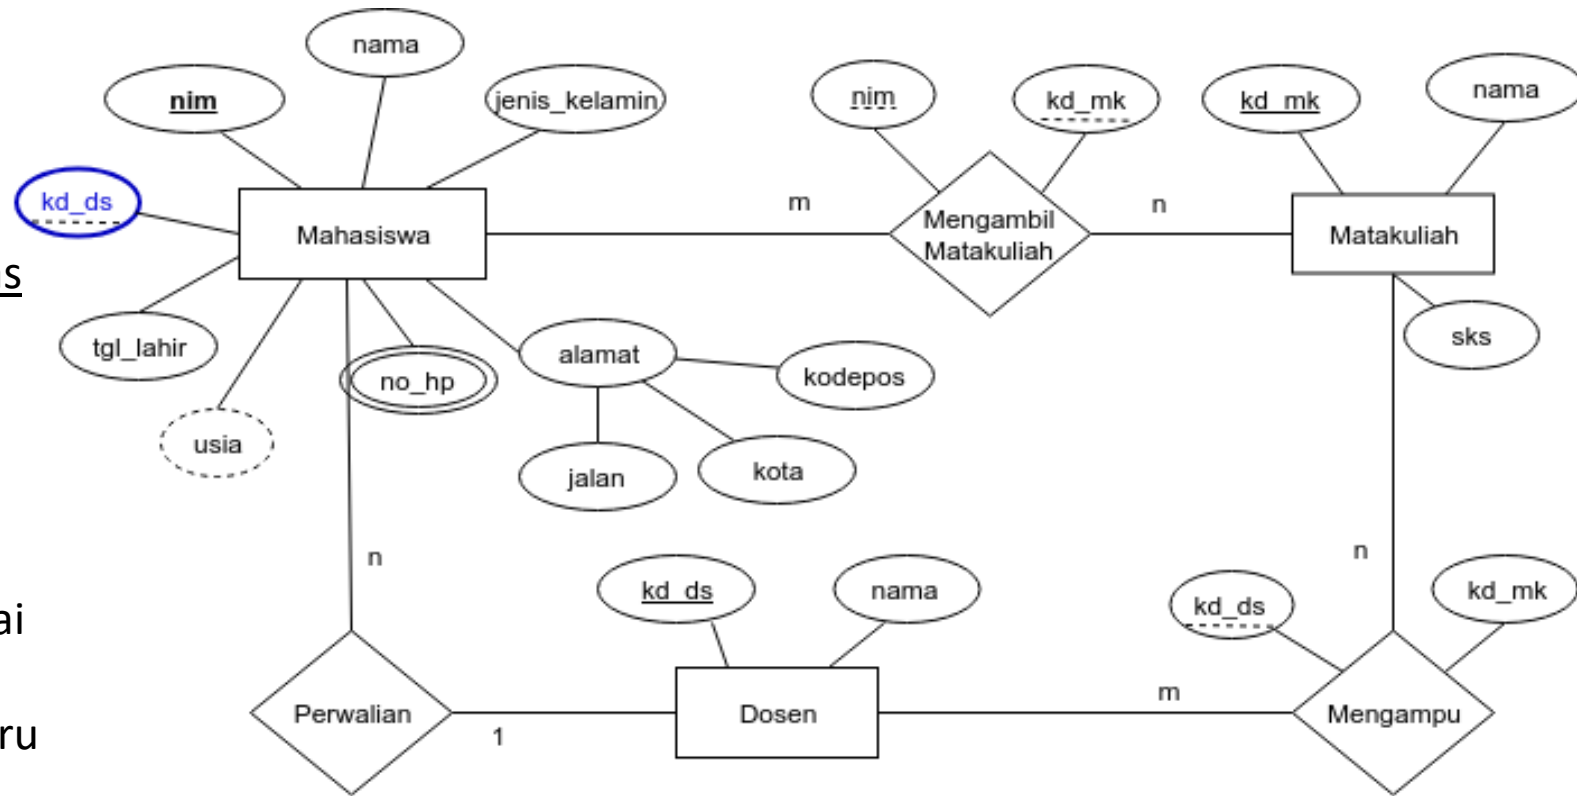 nama
nim
jenis_kelamin
nim
kd_mk
kd_mk
nama
kd_ds
Mahasiswa
m
Mengambil
Matakuliah
n
Matakuliah
tgl_lahir
usia
no_hp
alamat
kodepos
jalan
kota
sks
n
n
kd_ds
nama
kd_ds
kd_mk
Perwalian
1
Dosen
m
Mengampu
ai
ru